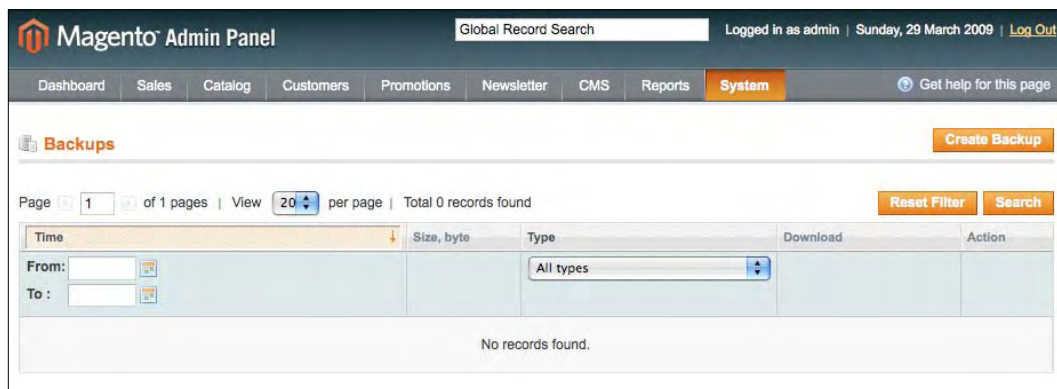 Magento Admin Panel Global Record Search Logged in as admin | Sunday, 29 March 2009 | Log Out
Dashboard Sales Catalog Customers Promotions Newsletter CMS Reports System Get help for this page
Backups Create Backup
Page 1 of 1 pages | View 20 per page | Total 0 records found Reset Filter Search
Time Size, byte Type Download Action
From: All types
To :
No records found.